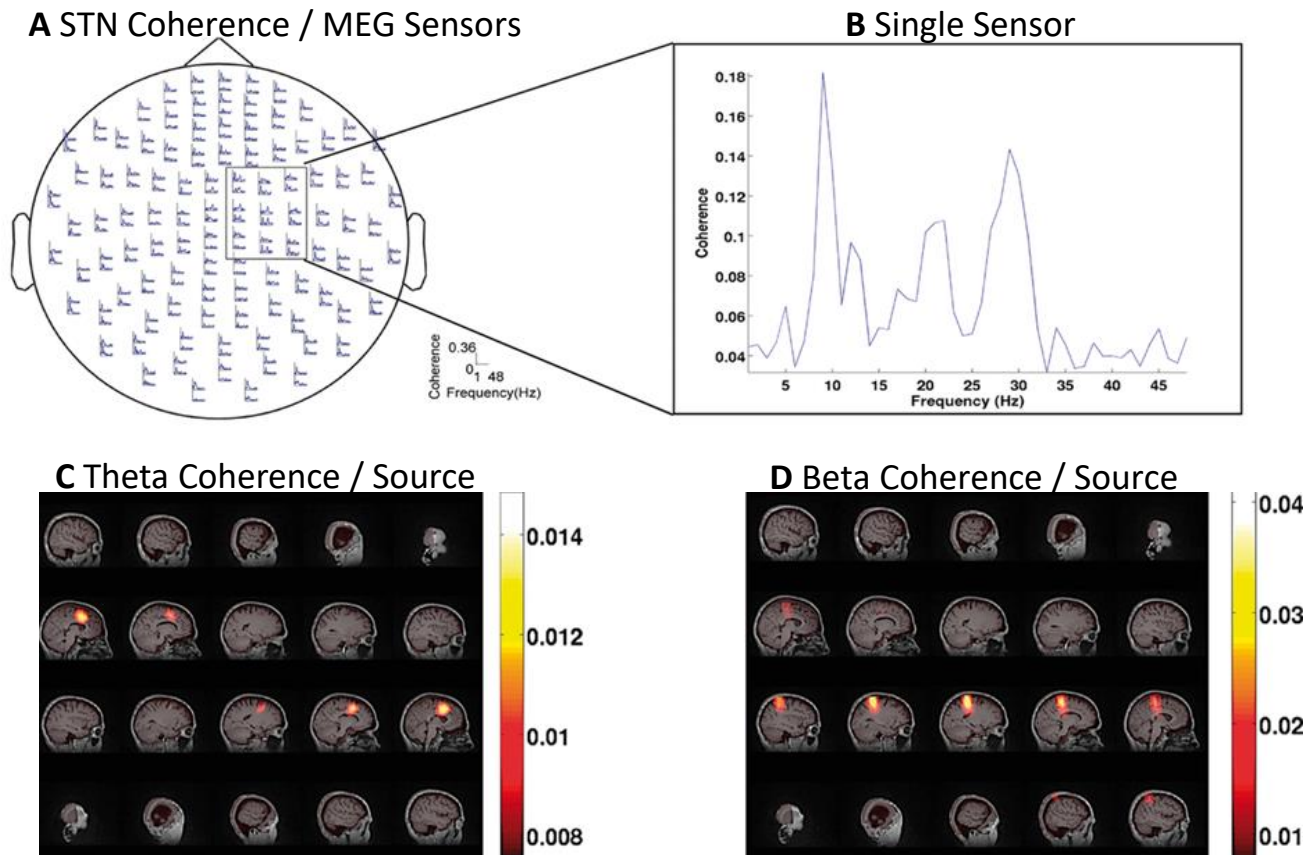 A STN Coherence / MEG Sensors
B Single Sensor
0.18
0.16
0.14
0.12
0.1
0.08
0.06
0.04
Coherence
5 10 15 20 25 30 35 40 45
Frequency (Hz)
Coherence
0.36
0
1 48
Frequency(Hz)
C Theta Coherence / Source
0.014
0.012
0.01
0.008
D Beta Coherence / Source
0.04
0.03
0.02
0.01